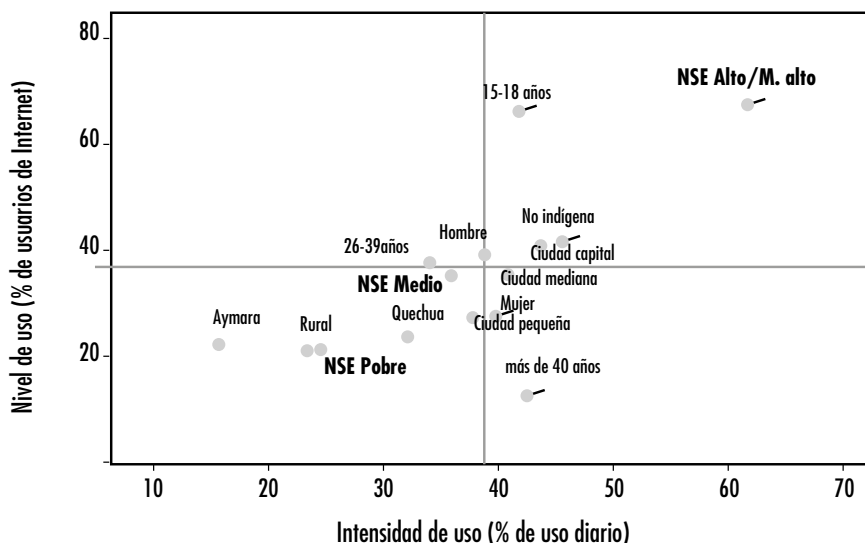 Nivel de uso (% de usuarios de Internet)
80
60
40
20
NSE Alto/M. alto
15-18 años
No indígena
Hombre
26-39años
Ciudad capital
NSE Medio
Ciudad mediana
Mujer
Quechua
Aymara
Rural
Ciudad pequeña
NSE Pobre
más de 40 años
10 20 30 40 50 60 70
Intensidad de uso (% de uso diario)